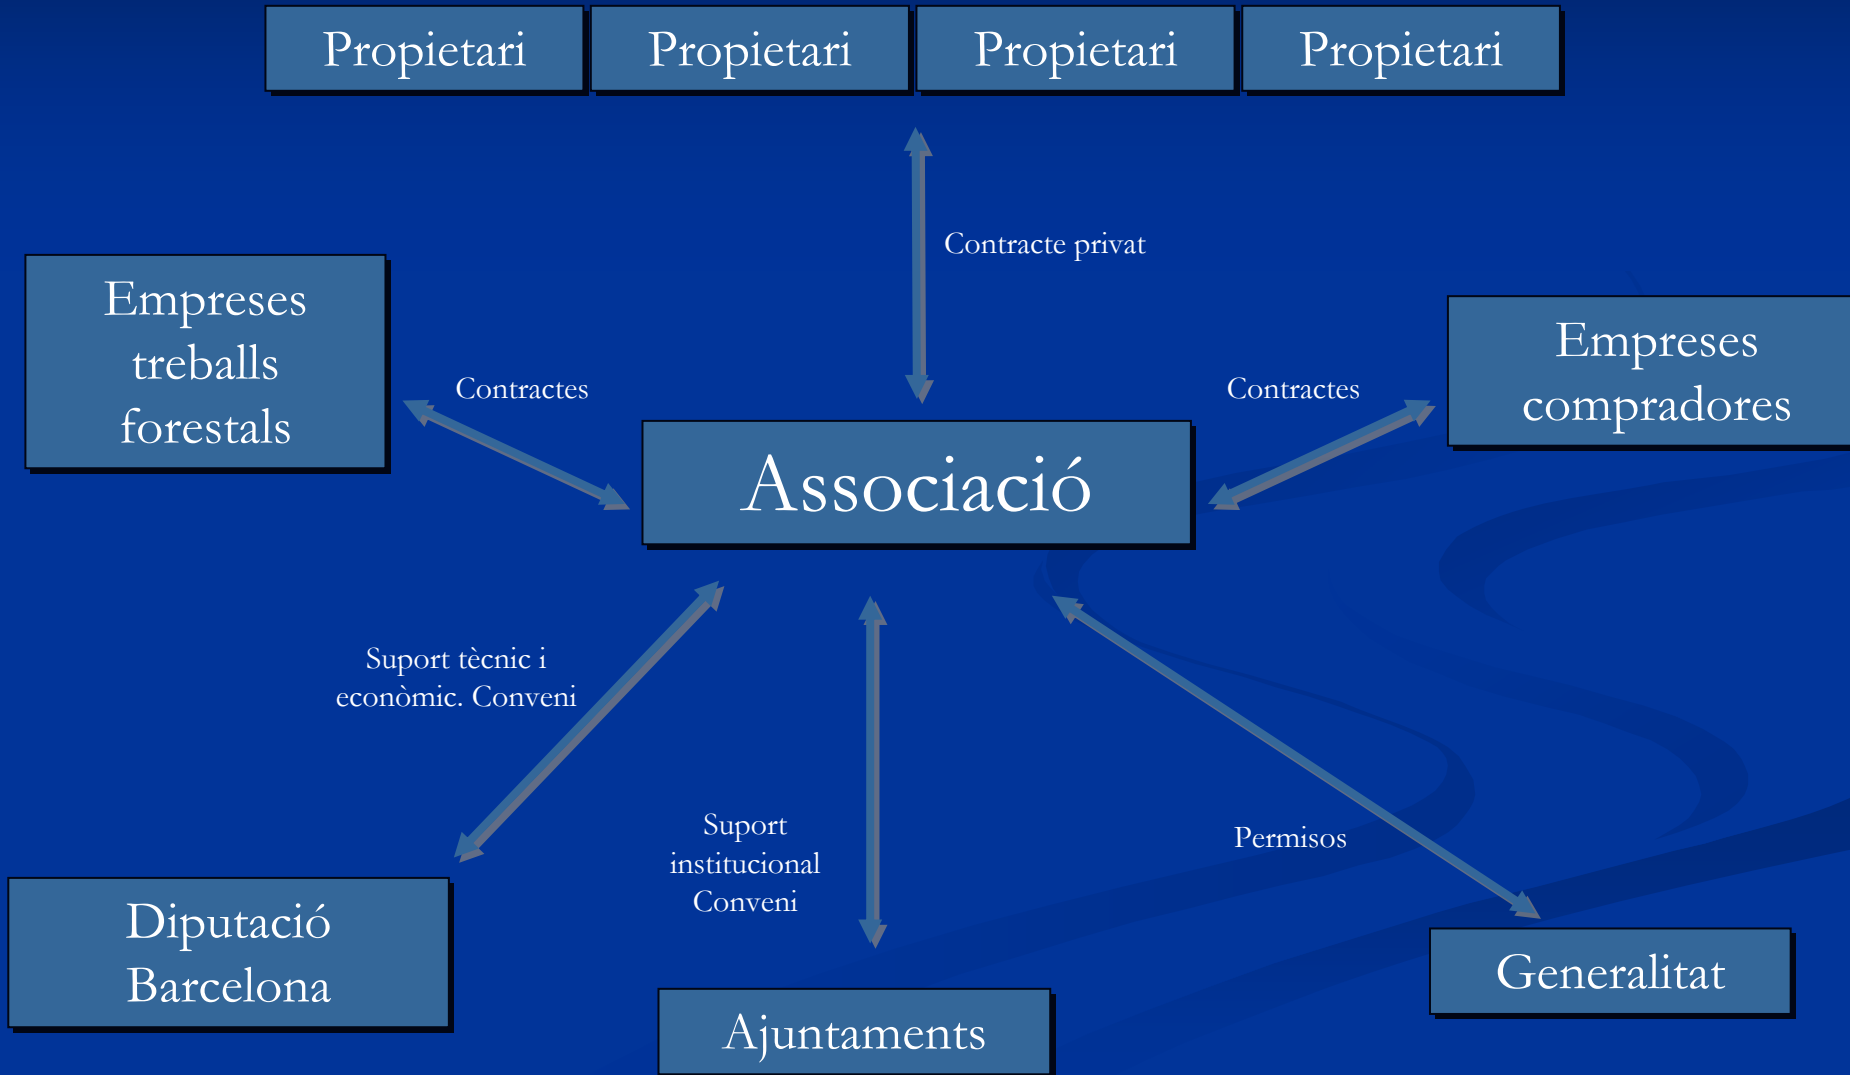 Propietari
Propietari
Propietari
Propietari
Contracte privat
Empreses
treballs
forestals
Contractes
Contractes
Empreses
compradores
Associació
Suport tècnic i
econòmic. Conveni
Suport
institucional
Conveni
Permisos
Diputació
Barcelona
Ajuntaments
Generalitat